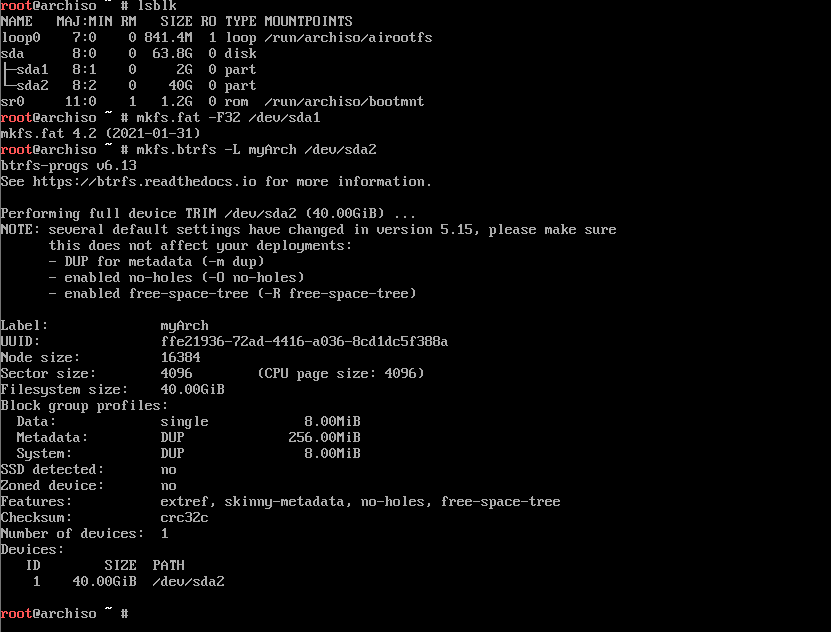 root@archiso ~ # lsblk
NAME   MAJ:MIN RM   SIZE RO TYPE MOUNTPOINTS
loop0    7:0    0 841.4M  1 loop /run/archiso/airootfs
sda      8:0    0  63.8G  0 disk
├─sda1   8:1    0     2G  0 part
└─sda2   8:2    0    40G  0 part
sr0     11:0    1   1.2G  0 rom  /run/archiso/bootmnt
root@archiso ~ # mkfs.fat -F32 /dev/sda1
mkfs.fat 4.2 (2021-01-31)
root@archiso ~ # mkfs.btrfs -L myArch /dev/sda2
btrfs-progs v6.13
See https://btrfs.readthedocs.io for more information.

Performing full device TRIM /dev/sda2 (40.00GiB) ...
NOTE: several default settings have changed in version 5.15, please make sure
      this does not affect your deployments:
      - DUP for metadata (-m dup)
      - enabled no-holes (-O no-holes)
      - enabled free-space-tree (-R free-space-tree)

Label:              myArch
UUID:               ffe21936-72ad-4416-a036-8cd1dc5f388a
Node size:          16384
Sector size:        4096        (CPU page size: 4096)
Filesystem size:    40.00GiB
Block group profiles:
  Data:             single            8.00MiB
  Metadata:         DUP             256.00MiB
  System:           DUP               8.00MiB
SSD detected:       no
Zoned device:       no
Features:           extref, skinny-metadata, no-holes, free-space-tree
Checksum:           crc32c
Number of devices:  1
Devices:
   ID        SIZE  PATH
    1    40.00GiB  /dev/sda2

root@archiso ~ #